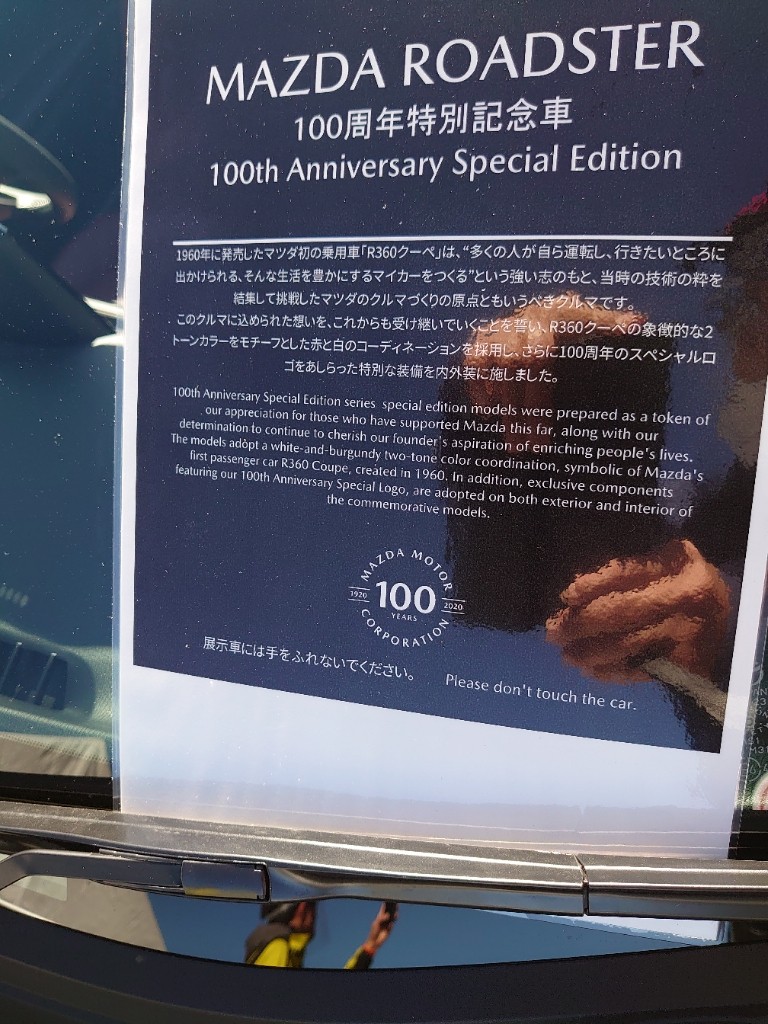 MAZDA ROADSTER
100周年特別記念車
100th Anniversary Special Edition
1960年に発売したマツダ初の乗用車「R360クーペ」は、“多くの人が自ら運転し、行きたいところに
出かけられる、そんな生活を豊かにするマイカーをつくる”という強い志のもと、当時の技術の粋を
結集して挑戦したマツダのクルマづくりの原点ともいうべきクルマです。
このクルマに込められた想いを、これからも受け継いでいくことを誓い、R360クーペの象徴的な2
トーンカラーをモチーフとした赤と白のコーディネーションを採用し、さらに100周年のスペシャルロ
ゴをあしらった特別な装備を内外装に施しました。
100th Anniversary Special Edition series special edition models were prepared as a token of
our appreciation for those who have supported Mazda this far, along with our
determination to continue to cherish our founder's aspiration of enriching people's lives.
The models adopt a white-and-burgundy two-tone color coordination, symbolic of Mazda's
first passenger car R360 Coupe, created in 1960. In addition, exclusive components
featuring our 100th Anniversary Special Logo, are adopted on both exterior and interior of
the commemorative models.
MAZDA MOTOR
1920 100 2020
YEARS
CORPORATION
展示車には手をふれないでください。 Please don't touch the car.